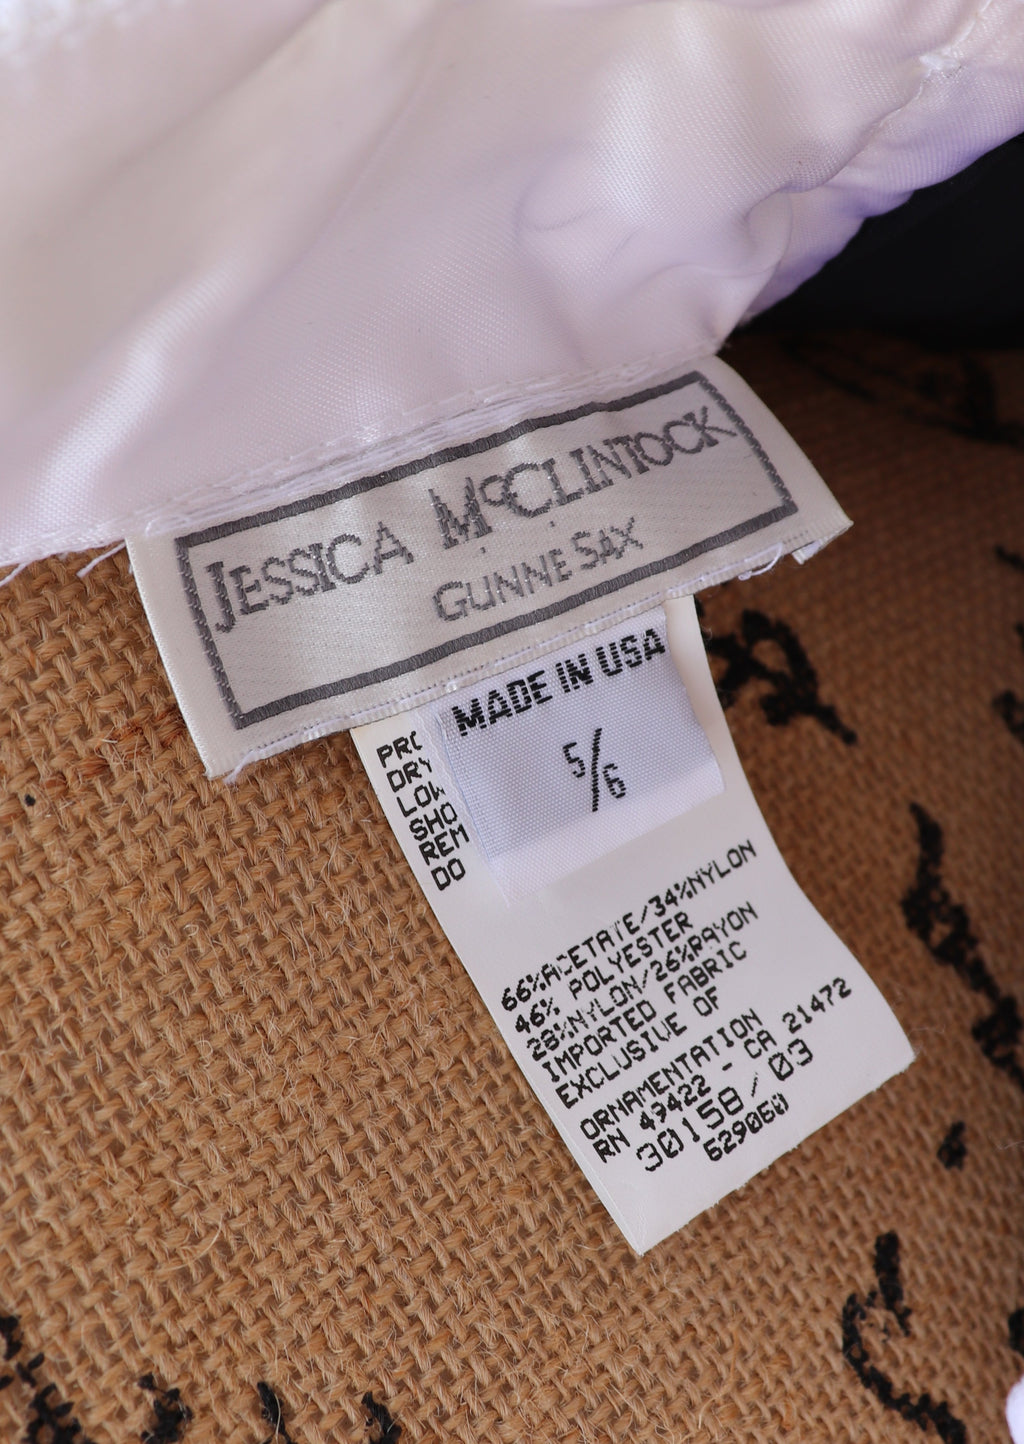 JESSICA MCCLINTOCK
GUNNE SAX
MADE IN USA
5/6
PRO
DRY
LOW
SHO
REM
DO
66%ACETATE/34%NYLON
46% POLYESTER
28%NYLON/26%RAYON
IMPORTED FABRIC
EXCLUSIVE OF
ORNAMENTATION
RN 49422 - CA 21472
30158/03
629060